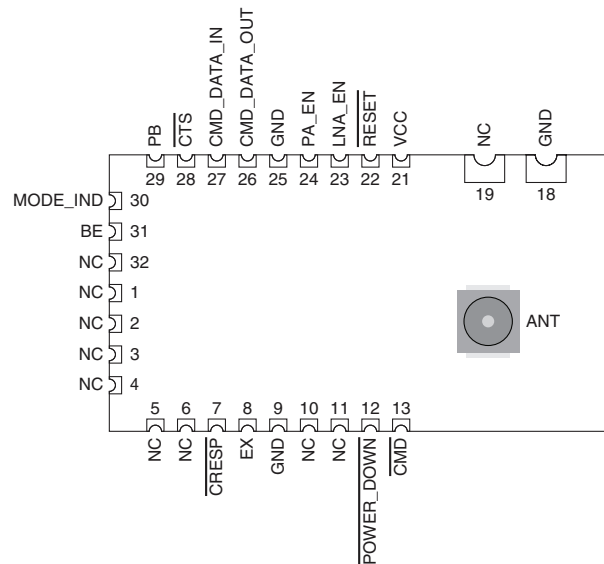 PB
CTS
CMD_DATA_IN
CMD_DATA_OUT
GND
PA_EN
LNA_EN
RESET
VCC
NC
GND
29
28
27
26
25
24
23
22
21
19
18
MODE_IND 30
BE 31
NC 32
NC 1
NC 2
NC 3
NC 4
ANT
5
6
7
8
9
10
11
12
13
NC
NC
CRESP
EX
GND
NC
NC
POWER_DOWN
CMD